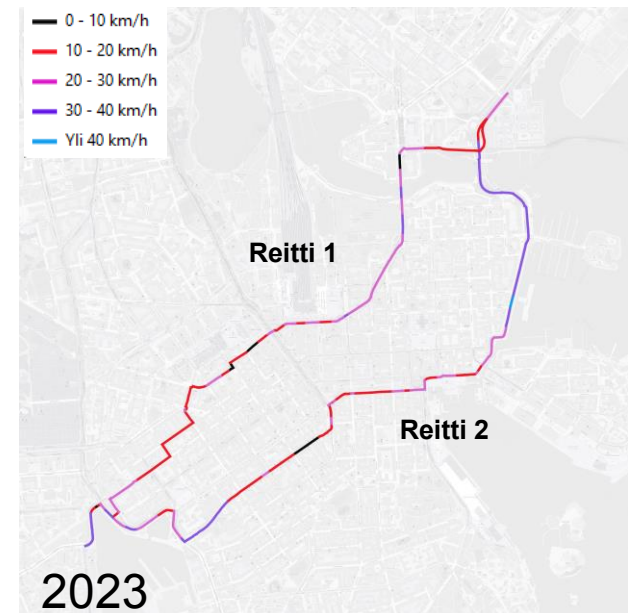 0 - 10 km/h
10 - 20 km/h
20 - 30 km/h
30 - 40 km/h
Yli 40 km/h
Reitti 1
Reitti 2
2023